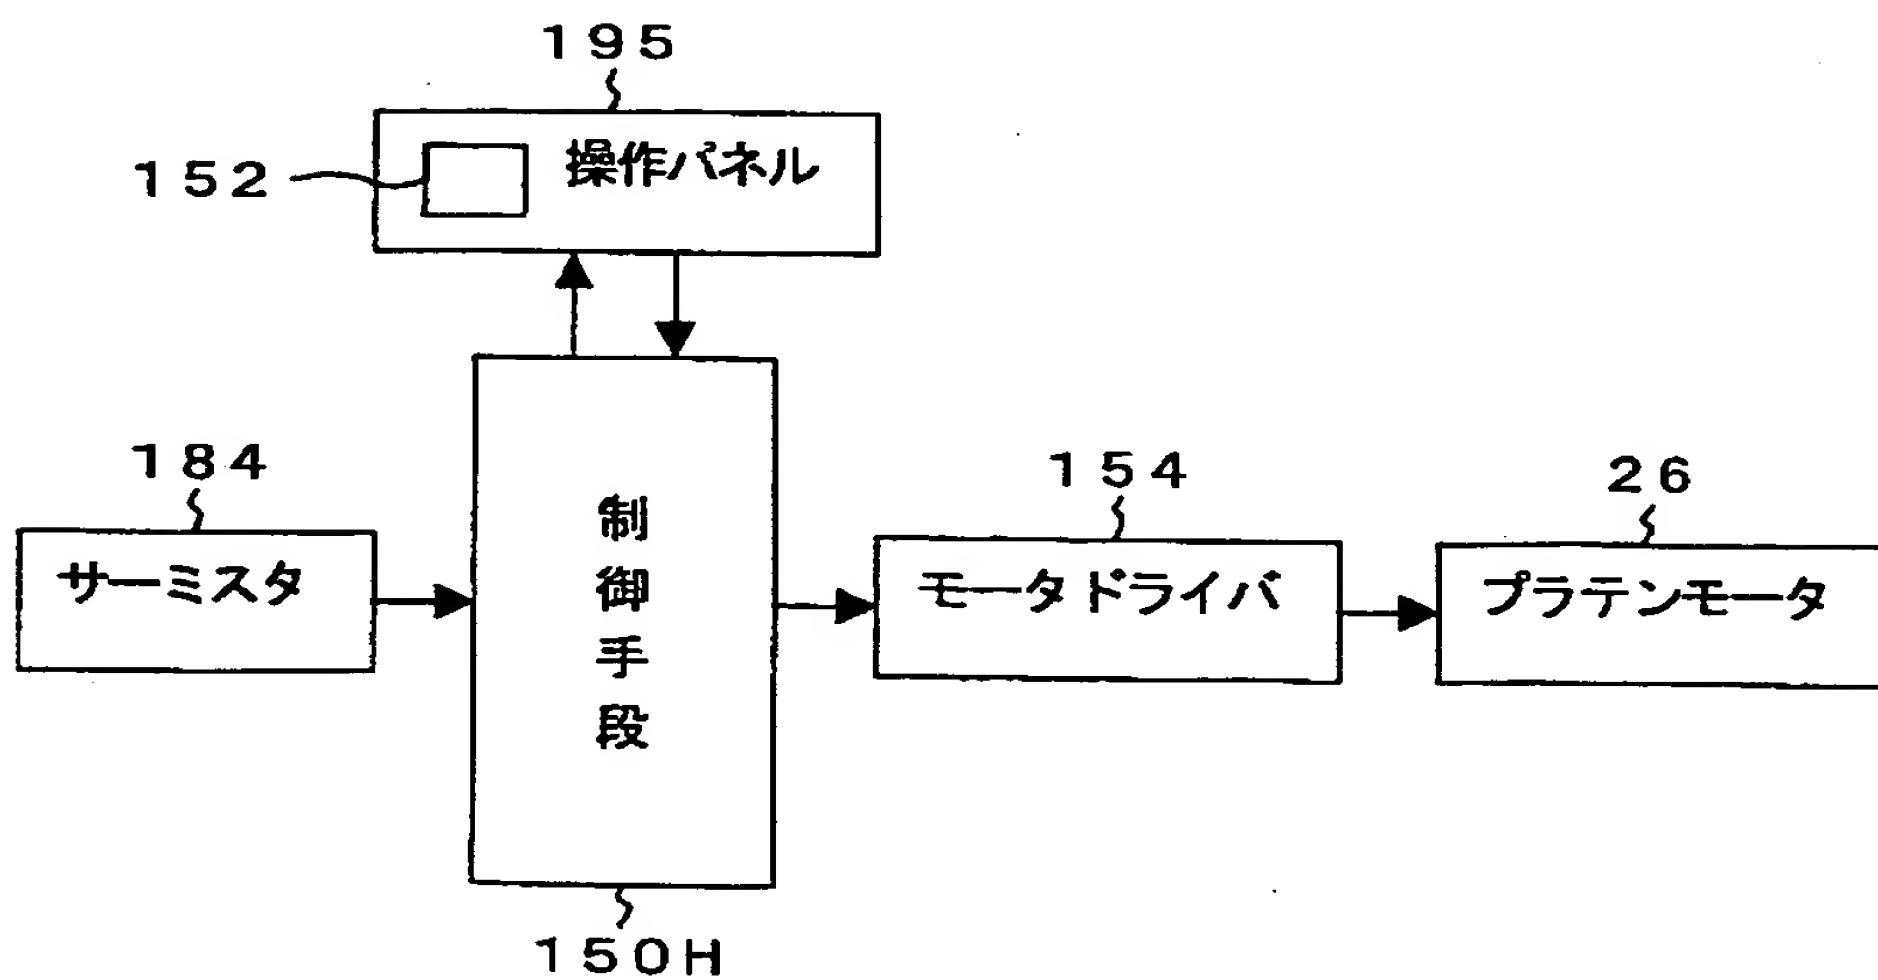 195
152
操作パネル
184
サーミスタ
制御手段
154
モータドライバ
26
プラテンモータ
150H